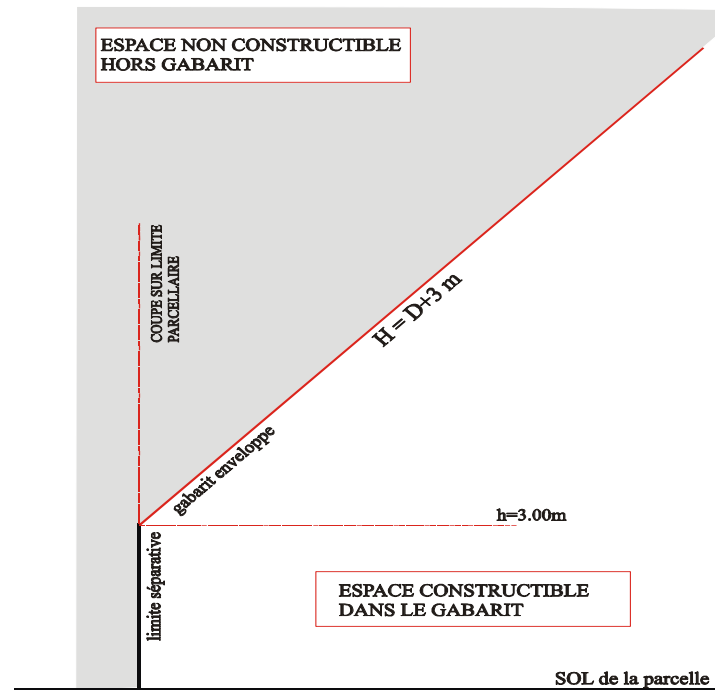 ESPACE NON CONSTRUCTIBLE
HORS GABARIT
COUPE SUR LIMITE
PARCELLAIRE
H = D+3 m
gabarit enveloppe
h=3.00m
limite séparative
ESPACE CONSTRUCTIBLE
DANS LE GABARIT
SOL de la parcelle